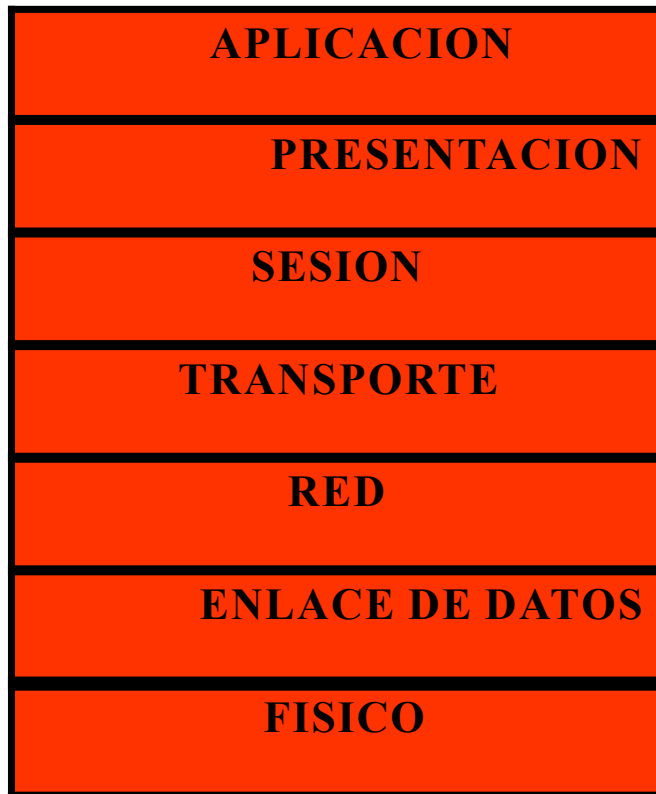 APLICACION
PRESENTACION
SESION
TRANSPORTE
RED
ENLACE DE DATOS
FISICO